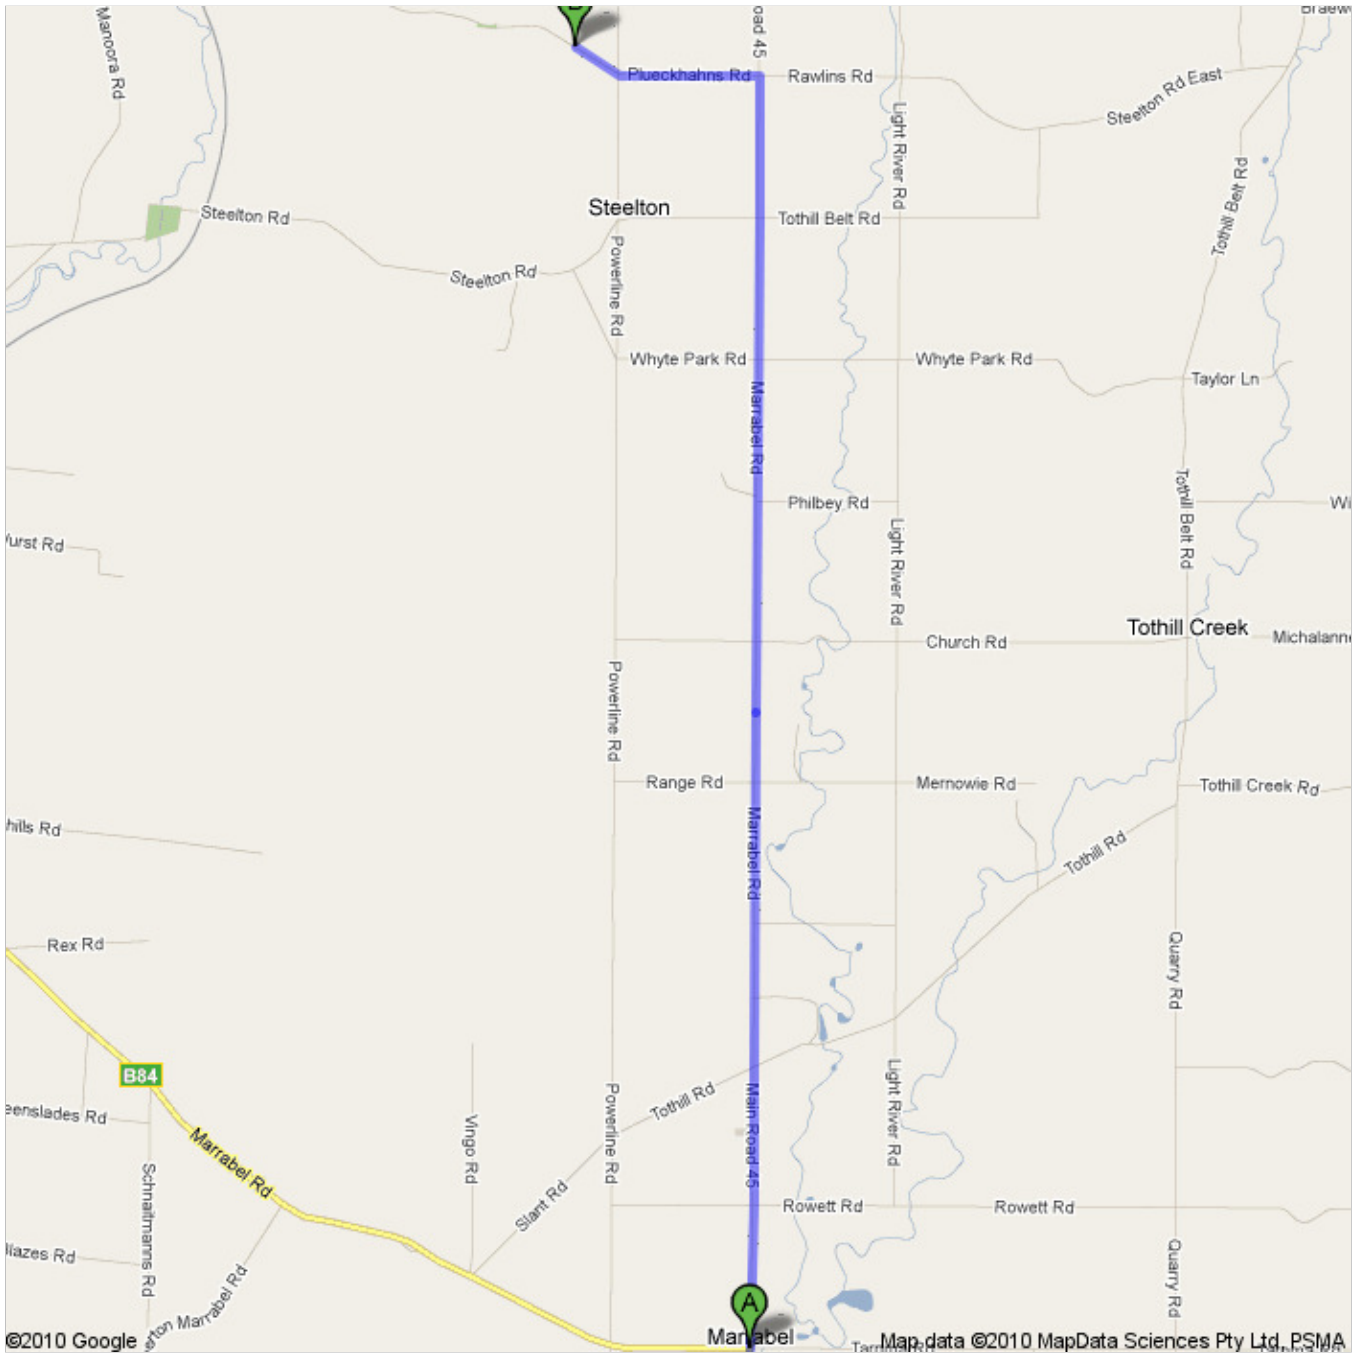 Braew
Manoora Rd
oad 45
B
Plueckhahns Rd
Rawlins Rd
Steelton Rd East
Light River Rd
Tothill Belt Rd
Steelton
Steelton Rd
Tothill Belt Rd
Steelton Rd
Powerline Rd
Whyte Park Rd
Whyte Park Rd
Taylor Ln
Marrabel Rd
Philbey Rd
Tothill Belt Rd
Wi
urst Rd
Light River Rd
Tothill Creek
Church Rd
Michalann
Powerline Rd
Range Rd
Mernowie Rd
Tothill Creek Rd
hills Rd
Marrabel Rd
Tothill Rd
Rex Rd
Quarry Rd
B84
Tothill Rd
Main Road 45
Light River Rd
eenslades Rd
Vingo Rd
Powerline Rd
Marrabel Rd
Schnaitmanns Rd
Slant Rd
Rowett Rd
Rowett Rd
lazes Rd
Quarry Rd
A
rton Marrabel Rd
Marrabel
©2010 Google
Map data ©2010 MapData Sciences Pty Ltd, PSMA